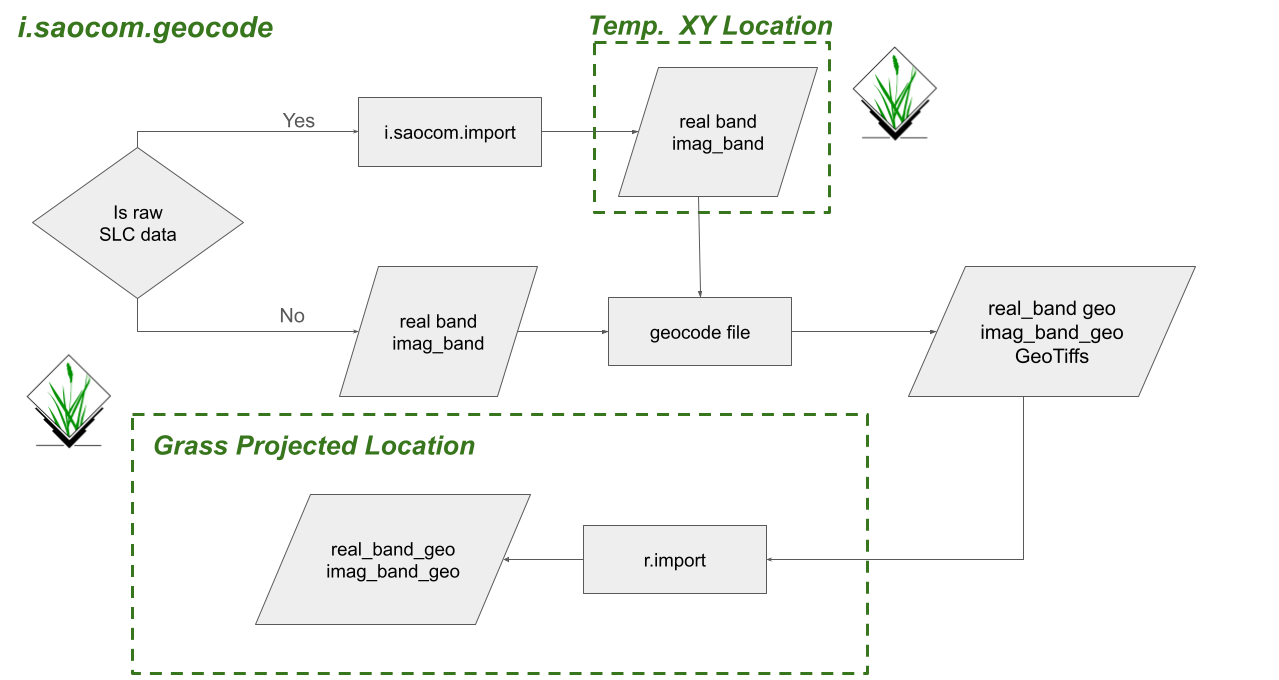 i.saocom.geocode
Temp.  XY Location
Yes
i.saocom.import
real band
imag_band
Is raw
SLC data
No
real band
imag_band
geocode file
real_band geo
imag_band_geo
GeoTiffs
Grass Projected Location
real_band_geo
imag_band_geo
r.import